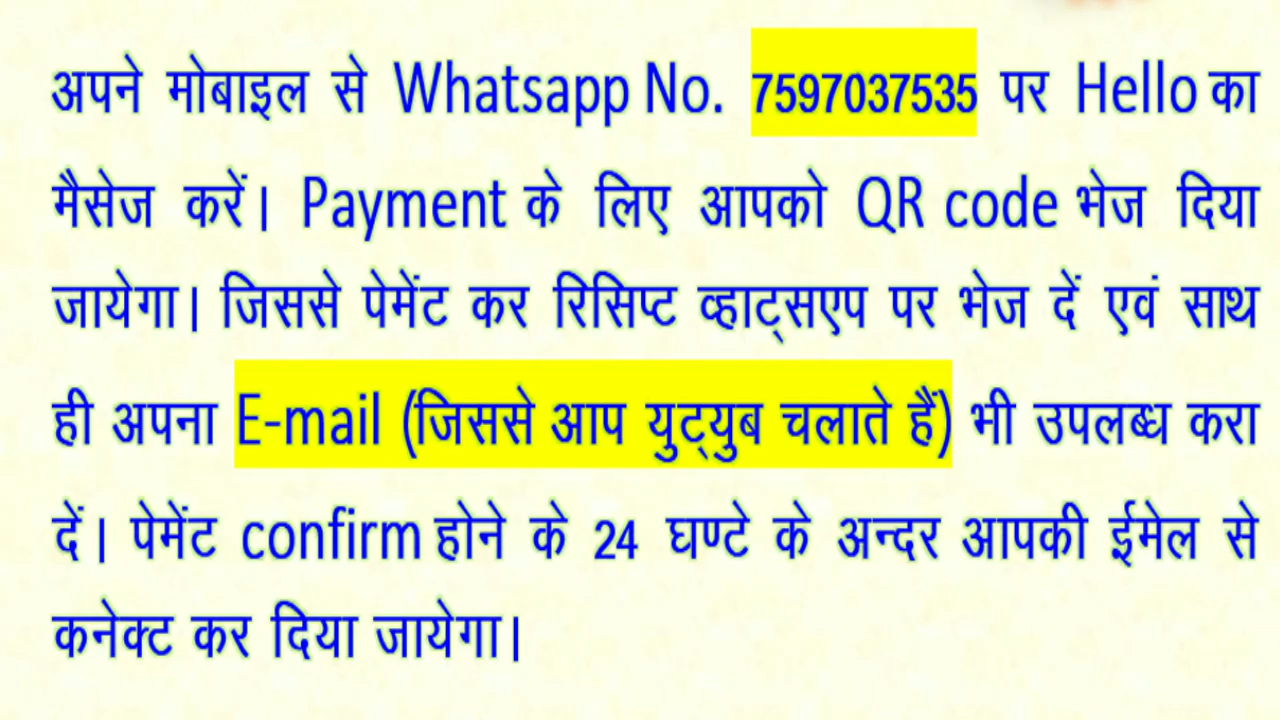 अपने मोबाइल से Whatsapp No. 7597037535 पर Hello का
मैसेज करें। Payment के लिए आपको QR code भेज दिया
जायेगा। जिससे पेमेंट कर रिसिप्ट व्हाट्सएप पर भेज दें एवं साथ
ही अपना E-mail (जिससे आप युट्युब चलाते हैं) भी उपलब्ध करा
दें। पेमेंट confirm होने के 24 घण्टे के अन्दर आपकी ईमेल से
कनेक्ट कर दिया जायेगा।